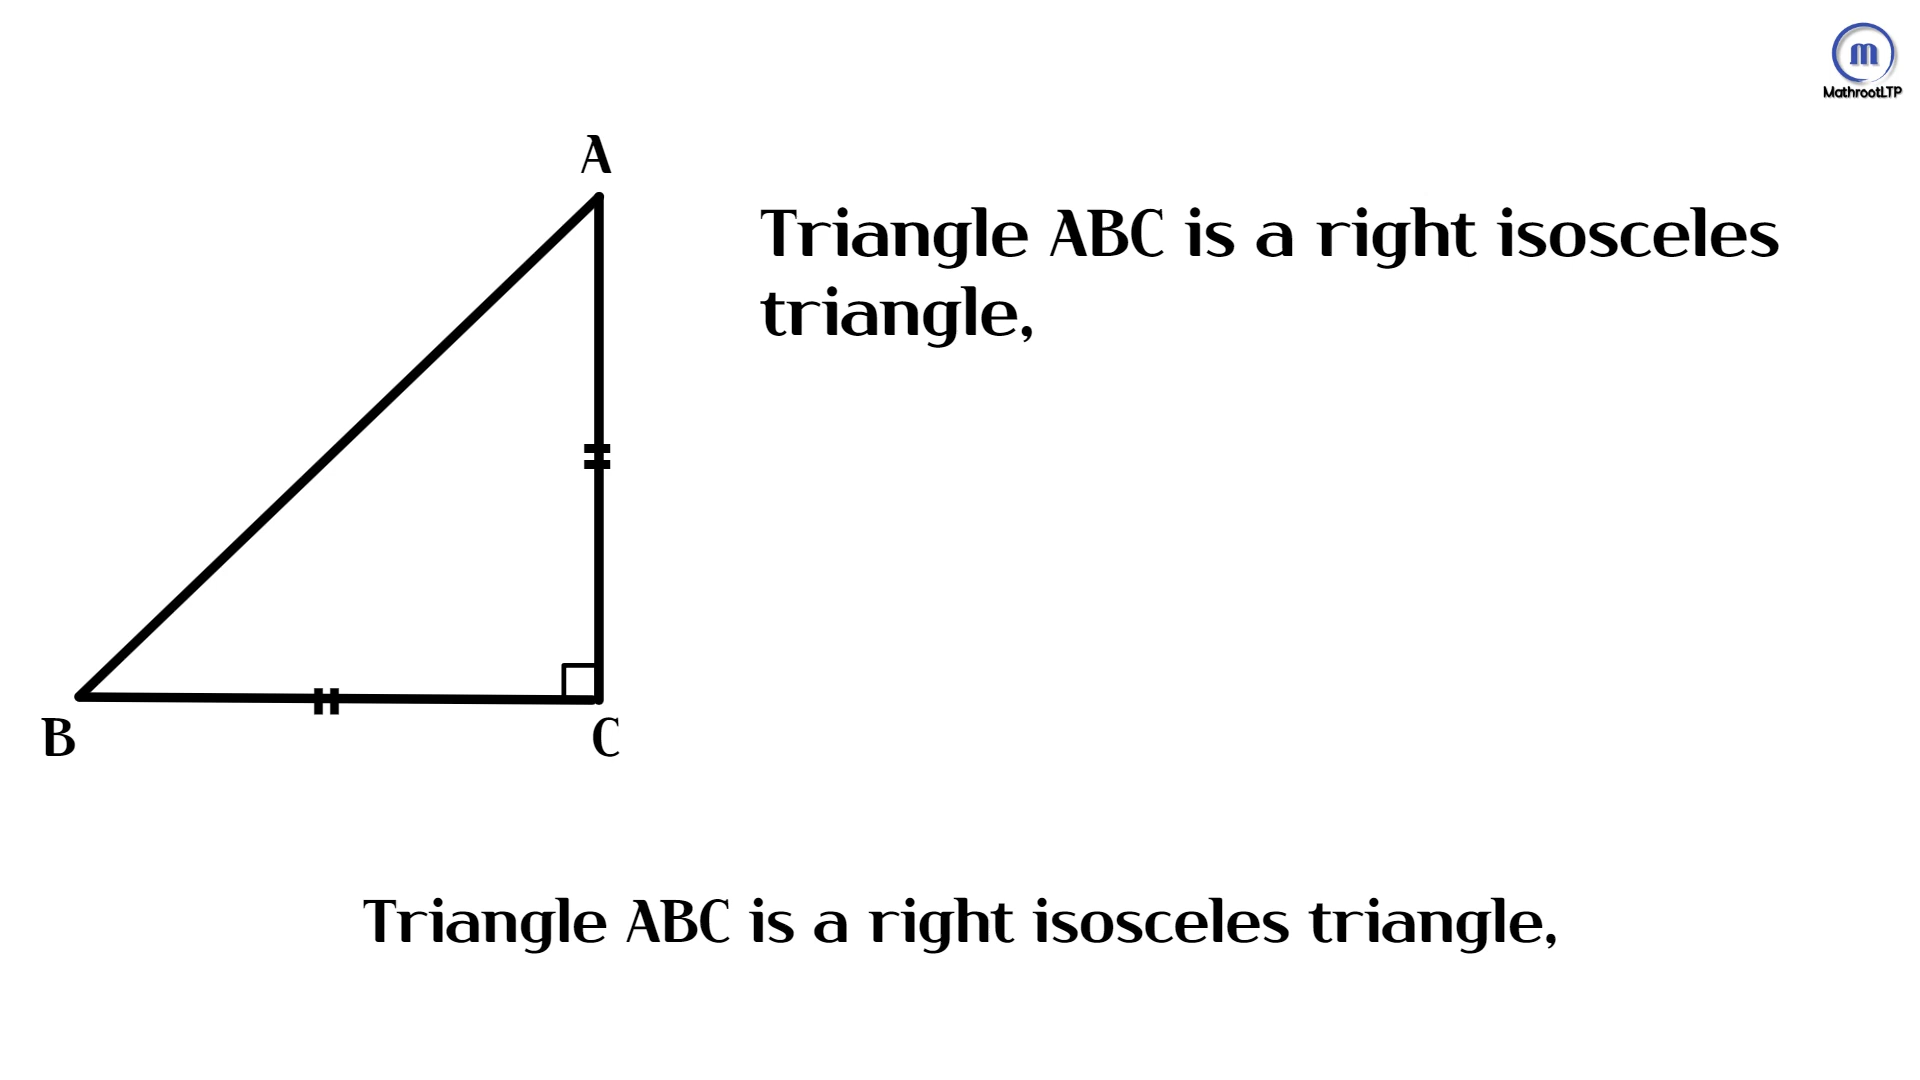 m
MathrootLTP
A
Triangle ABC is a right isosceles
triangle,
B
C
Triangle ABC is a right isosceles triangle,